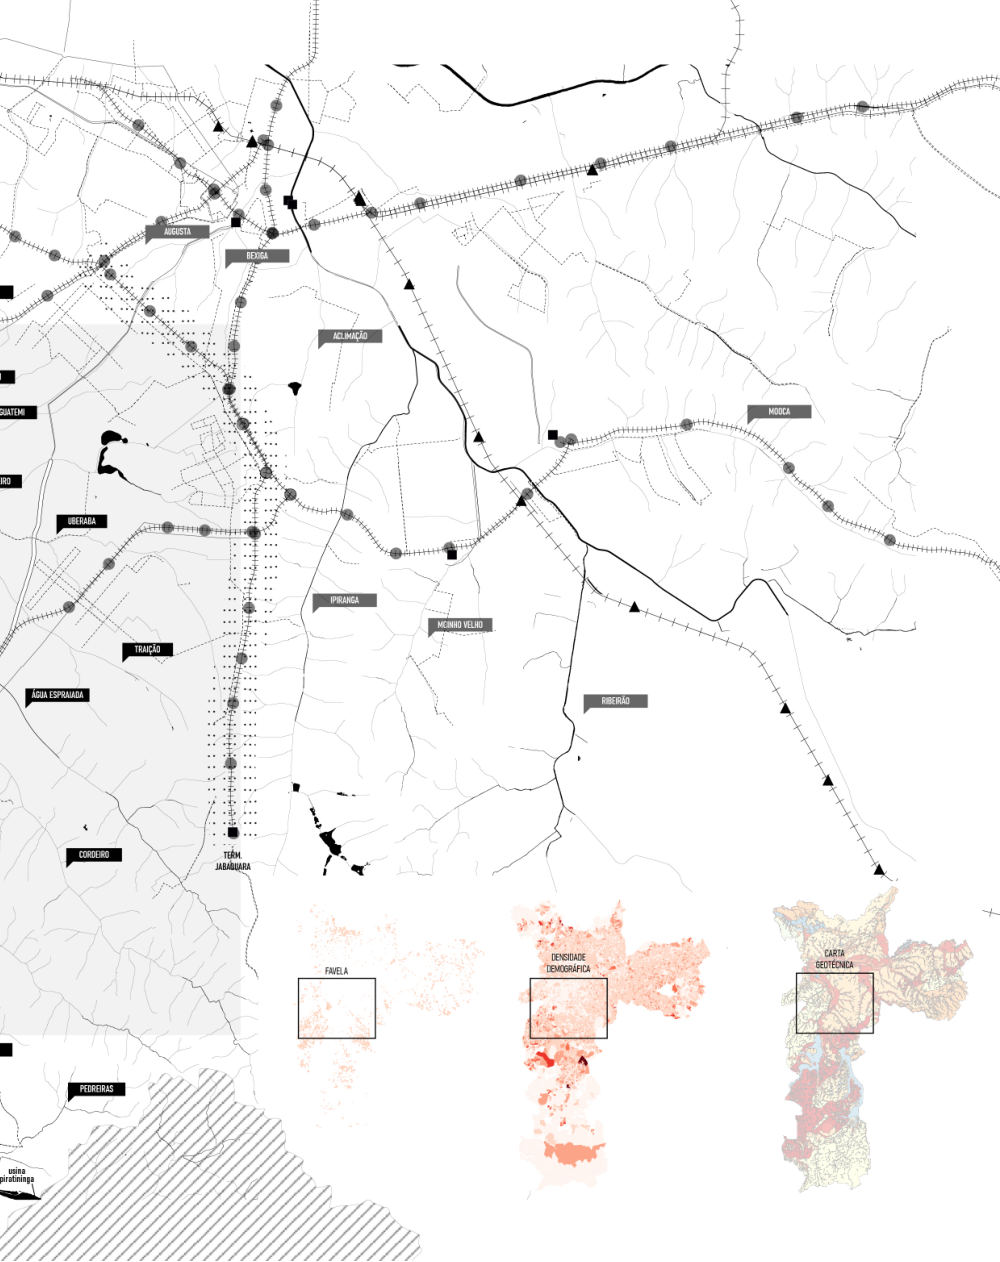 AUGUSTA
BEXIGA
ACLIMAÇÃO
MOOCA
GUATEMI
IRO
UBERABA
IPIRANGA
MOINHO VELHO
TRAIÇÃO
ÁGUA ESPRAIADA
RIBEIRÃO
CORDEIRO
TERM.
JABAQUARA
FAVELA
DENSIDADE
DEMOGRÁFICA
CARTA
GEOTÉCNICA
PEDREIRAS
usina
piratininga